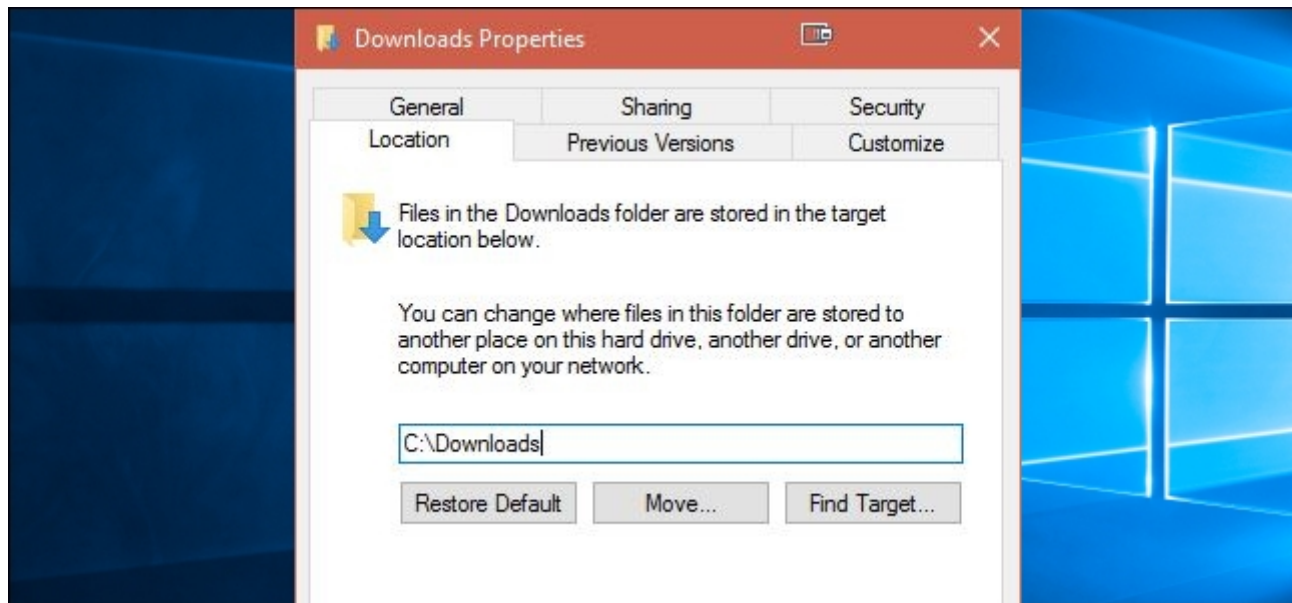 Downloads Properties
General Sharing Security
Location Previous Versions Customize
Files in the Downloads folder are stored in the target
location below.
You can change where files in this folder are stored to
another place on this hard drive, another drive, or another
computer on your network.
C:\Downloads
Restore Default Move... Find Target...